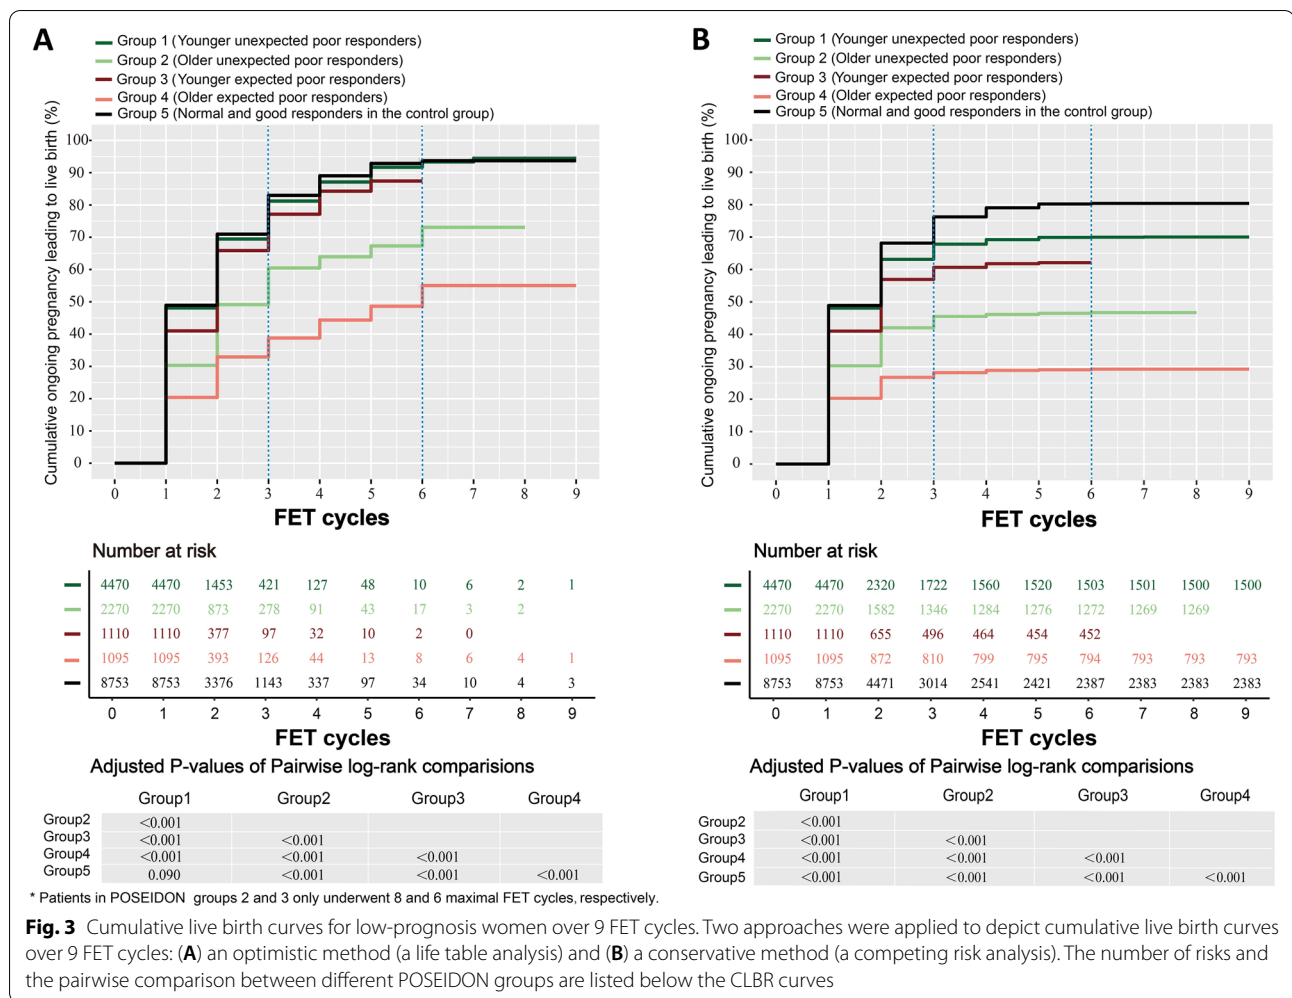 A
Group 1 (Younger unexpected poor responders)
Group 2 (Older unexpected poor responders)
Group 3 (Younger expected poor responders)
Group 4 (Older expected poor responders)
Group 5 (Normal and good responders in the control group)
Cumulative ongoing pregnancy leading to live birth (%)
100
90
80
70
60
50
40
30
20
10
0
0 1 2 3 4 5 6 7 8 9
FET cycles
Number at risk
4470 4470 1453 421 127 48 10 6 2 1
2270 2270 873 278 91 43 17 3 2
1110 1110 377 97 32 10 2 0
1095 1095 393 126 44 13 8 6 4 1
8753 8753 3376 1143 337 97 34 10 4 3
0 1 2 3 4 5 6 7 8 9
FET cycles
Adjusted P-values of Pairwise log-rank comparisions
Group1 Group2 Group3 Group4
Group2 <0.001
Group3 <0.001 <0.001
Group4 <0.001 <0.001 <0.001
Group5 0.090 <0.001 <0.001 <0.001
* Patients in POSEIDON groups 2 and 3 only underwent 8 and 6 maximal FET cycles, respectively.
B
Group 1 (Younger unexpected poor responders)
Group 2 (Older unexpected poor responders)
Group 3 (Younger expected poor responders)
Group 4 (Older expected poor responders)
Group 5 (Normal and good responders in the control group)
Cumulative ongoing pregnancy leading to live birth (%)
100
90
80
70
60
50
40
30
20
10
0
0 1 2 3 4 5 6 7 8 9
FET cycles
Number at risk
4470 4470 2320 1722 1560 1520 1503 1501 1500 1500
2270 2270 1582 1346 1284 1276 1272 1269 1269
1110 1110 655 496 464 454 452
1095 1095 872 810 799 795 794 793 793 793
8753 8753 4471 3014 2541 2421 2387 2383 2383 2383
0 1 2 3 4 5 6 7 8 9
FET cycles
Adjusted P-values of Pairwise log-rank comparisions
Group1 Group2 Group3 Group4
Group2 <0.001
Group3 <0.001 <0.001
Group4 <0.001 <0.001 <0.001
Group5 <0.001 <0.001 <0.001 <0.001
Fig. 3 Cumulative live birth curves for low-prognosis women over 9 FET cycles. Two approaches were applied to depict cumulative live birth curves
over 9 FET cycles: (A) an optimistic method (a life table analysis) and (B) a conservative method (a competing risk analysis). The number of risks and
the pairwise comparison between different POSEIDON groups are listed below the CLBR curves